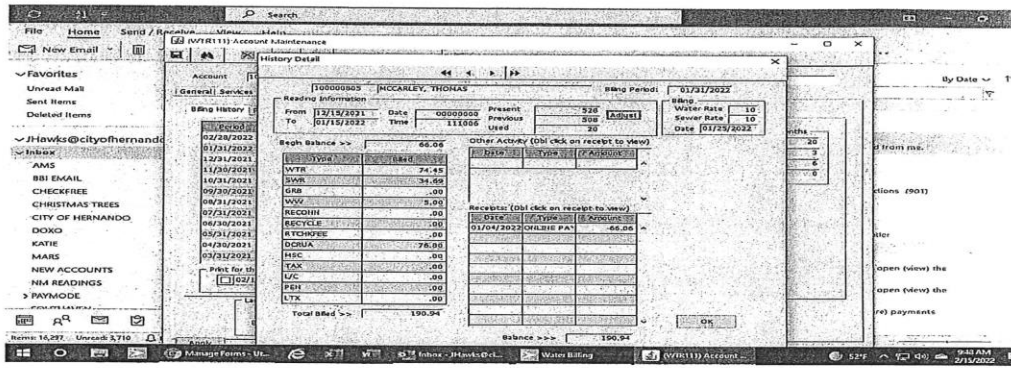 Search
File Home Send / Receive View Help
New Email
(WTR111) Account Maintenance
History Detail
By Date
Favorites
Unread Mail
Sent Items
Deleted Items
JHawks@cityofhernando
Inbox
AMS
BBI EMAIL
CHECKFREE
CHRISTMAS TREES
CITY OF HERNANDO
DOXO
KATIE
MARS
NEW ACCOUNTS
NM READINGS
PAYMODE
Items: 16,297 Unread: 3,710
Account
General Services
Billing History
Period
02/28/2022
01/31/2022
12/31/2021
11/30/2021
10/31/2021
09/30/2021
08/31/2021
07/31/2021
06/30/2021
05/31/2021
04/30/2021
03/31/2021
Print for th
Apply
100000805 MCCARLEY, THOMAS Billing Period: 01/31/2022
Reading Information
From 12/15/2021 Date 00000000 Present 528
To 01/15/2022 Time 111006 Previous 508
Used 20
Adjust
Billing
Water Rate 10
Sewer Rate 10
Date 01/25/2022
Begin Balance >> 66.06
Type Billed
WTR 74.45
SWR 34.69
GRB .00
WV 5.00
RECONN .00
RECYCLE .00
RTCHKFEE .00
DCRUA 76.80
HSC .00
TAX .00
L/C .00
PEN .00
LTX .00
Total Billed >> 190.94
Other Activity (Dbl click on receipt to view)
Date Type Amount
Receipts: (Dbl click on receipt to view)
Date Type Amount
01/04/2022 ONLINE PAY -66.06
Balance >>> 190.94
OK
nths
20
3
6
0
d from me.
ctions (901)
open (view) the
open (view) the
re) payments
Manage Forms - Ut...
Inbox - JHawks@ci...
Water Billing
(WTR111) Account ...
52°F
9:40 AM
2/15/2022